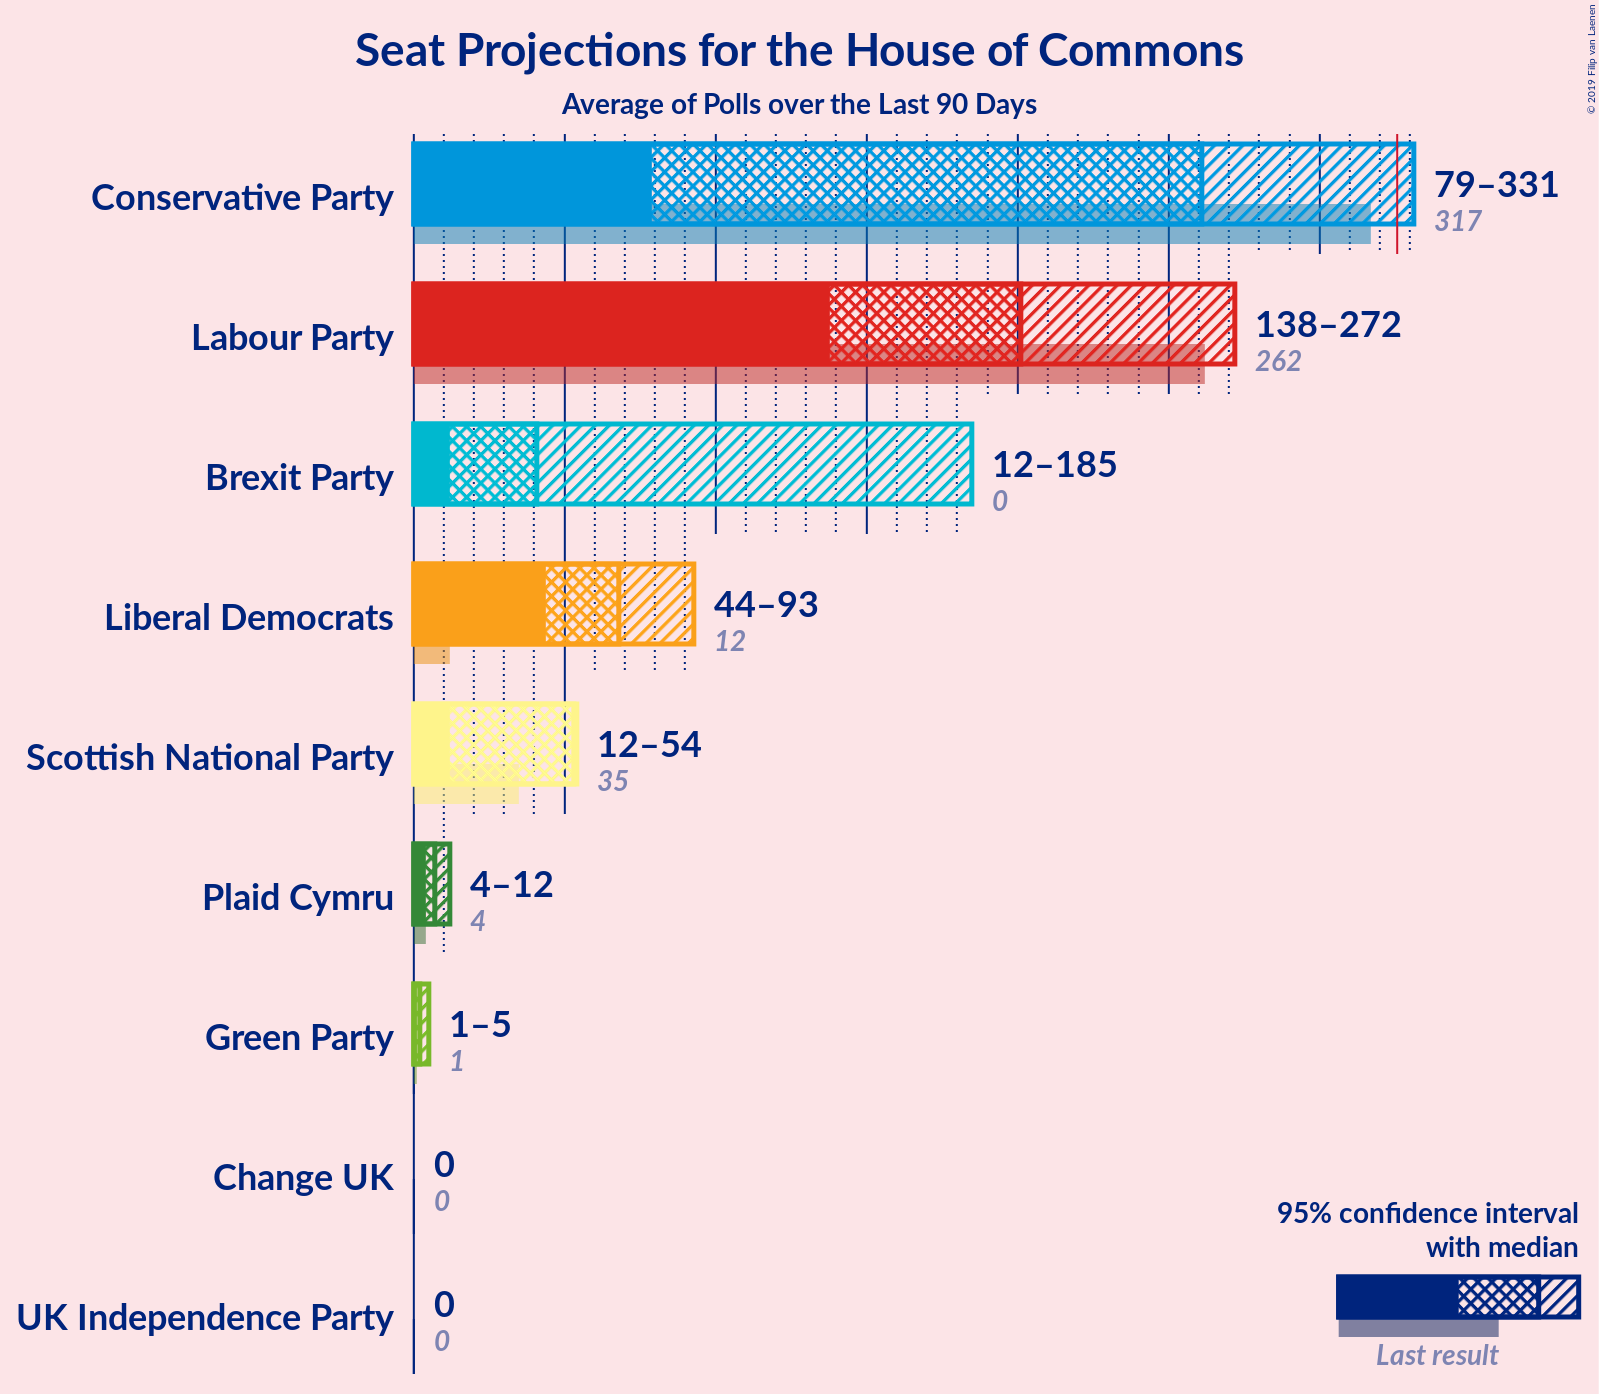 Seat Projections for the House of Commons
Average of Polls over the Last 90 Days
© 2019 Filip van Laenen
Conservative Party
79–331
317
Labour Party
138–272
262
Brexit Party
12–185
0
Liberal Democrats
44–93
12
Scottish National Party
12–54
35
Plaid Cymru
4–12
4
Green Party
1–5
1
Change UK
0
0
UK Independence Party
0
0
95% confidence interval
with median
Last result